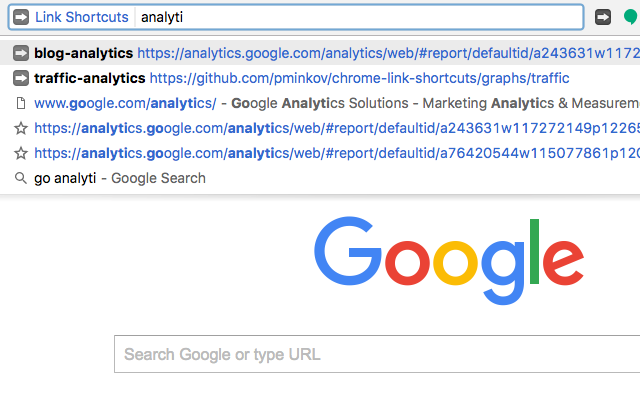 Link Shortcuts analyti
blog-analytics https://analytics.google.com/analytics/web/#report/defaultid/a243631w1172
traffic-analytics https://github.com/pminkov/chrome-link-shortcuts/graphs/traffic
www.google.com/analytics/ - Google Analytics Solutions - Marketing Analytics & Measurem
https://analytics.google.com/analytics/web/#report/defaultid/a243631w117272149p12265
https://analytics.google.com/analytics/web/#report/defaultid/a76420544w115077861p120
go analyti - Google Search
Google
Search Google or type URL